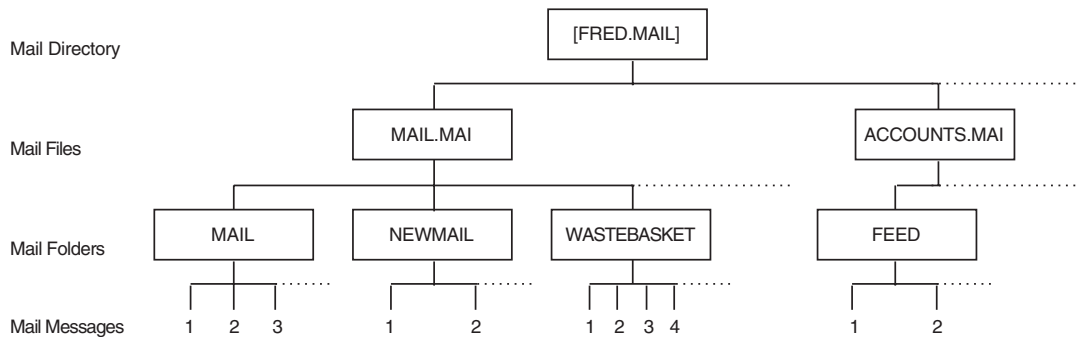 [FRED.MAIL]
Mail Directory
MAIL.MAI
ACCOUNTS.MAI
Mail Files
MAIL
NEWMAIL
WASTEBASKET
FEED
Mail Folders
Mail Messages
1 2 3
1 2
1 2 3 4
1 2